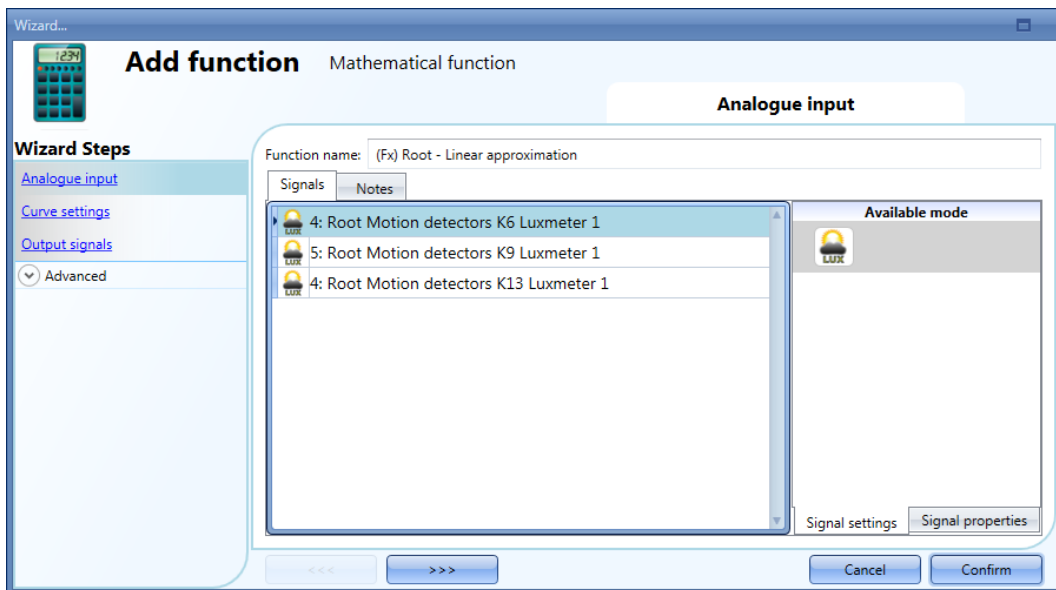 Wizard...
1234
Add function Mathematical function
Analogue input
Wizard Steps
Analogue input
Curve settings
Output signals
Advanced
Function name: (Fx) Root - Linear approximation
Signals Notes
4: Root Motion detectors K6 Luxmeter 1
5: Root Motion detectors K9 Luxmeter 1
4: Root Motion detectors K13 Luxmeter 1
LUX
LUX
LUX
Available mode
LUX
Signal settings Signal properties
<<< >>> Cancel Confirm